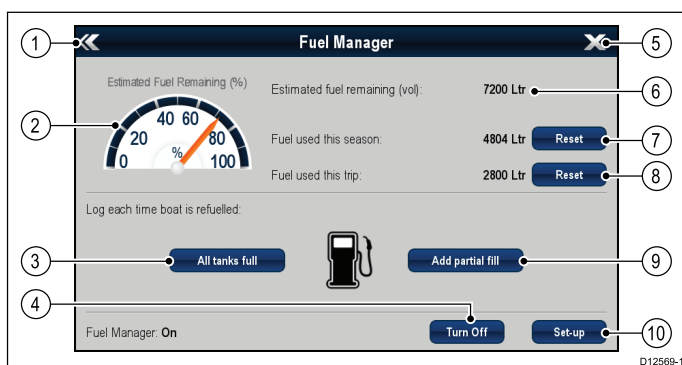 1
Fuel Manager
5
Estimated Fuel Remaining (%)
Estimated fuel remaining (vol):
7200 Ltr
6
2
0 20 40 60 80 100
%
Fuel used this season:
4804 Ltr
Reset
7
Fuel used this trip:
2800 Ltr
Reset
8
Log each time boat is refuelled:
3
All tanks full
Add partial fill
9
4
Fuel Manager: On
Turn Off
Set-up
10
D12569-1